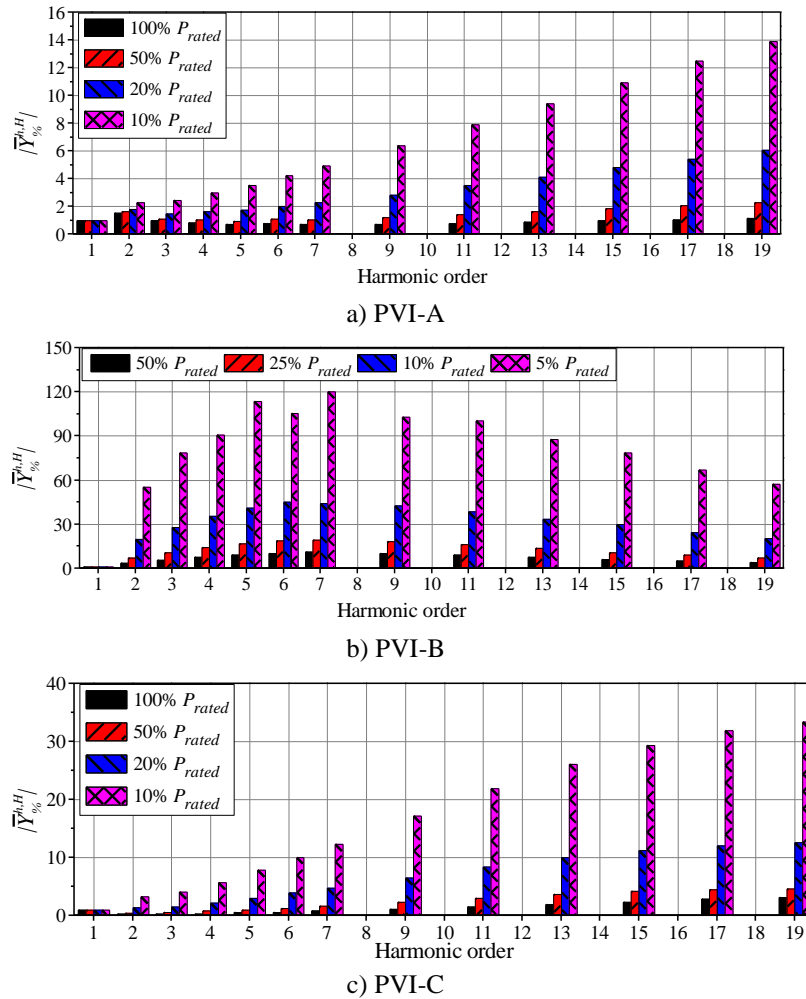 16
14
12
10
8
6
4
2
0
|Ȳ%^{h,H}|
100% P_rated
50% P_rated
20% P_rated
10% P_rated
1 2 3 4 5 6 7 8 9 10 11 12 13 14 15 16 17 18 19
Harmonic order
a) PVI-A
150
120
90
60
30
0
|Ȳ%^{h,H}|
50% P_rated 25% P_rated 10% P_rated 5% P_rated
1 2 3 4 5 6 7 8 9 10 11 12 13 14 15 16 17 18 19
Harmonic order
b) PVI-B
40
30
20
10
0
|Ȳ%^{h,H}|
100% P_rated
50% P_rated
20% P_rated
10% P_rated
1 2 3 4 5 6 7 8 9 10 11 12 13 14 15 16 17 18 19
Harmonic order
c) PVI-C